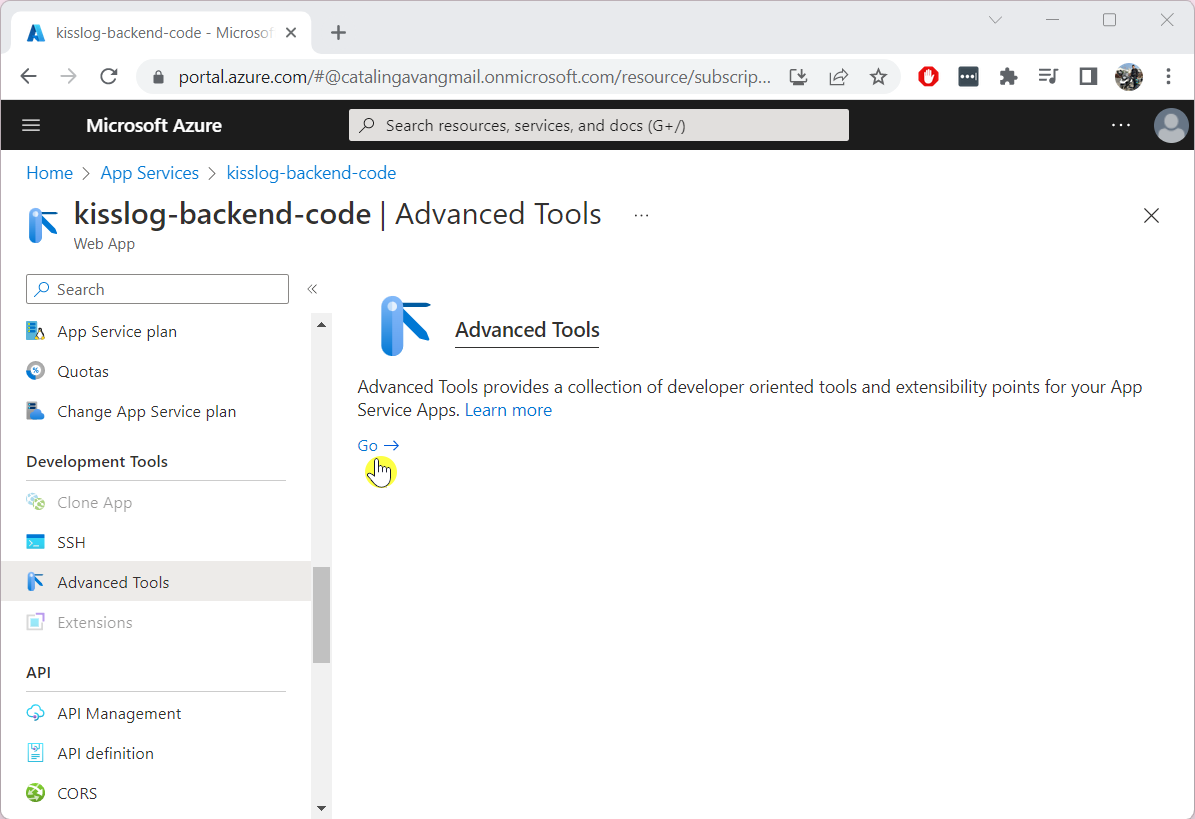 kisslog-backend-code - Microsof
portal.azure.com/#@catalingavangmail.onmicrosoft.com/resource/subscrip...
Microsoft Azure
Search resources, services, and docs (G+/)
Home > App Services > kisslog-backend-code
kisslog-backend-code | Advanced Tools ...
Web App
Search
App Service plan
Quotas
Change App Service plan
Development Tools
Clone App
SSH
Advanced Tools
Extensions
API
API Management
API definition
CORS
Advanced Tools
Advanced Tools provides a collection of developer oriented tools and extensibility points for your App
Service Apps. Learn more
Go →